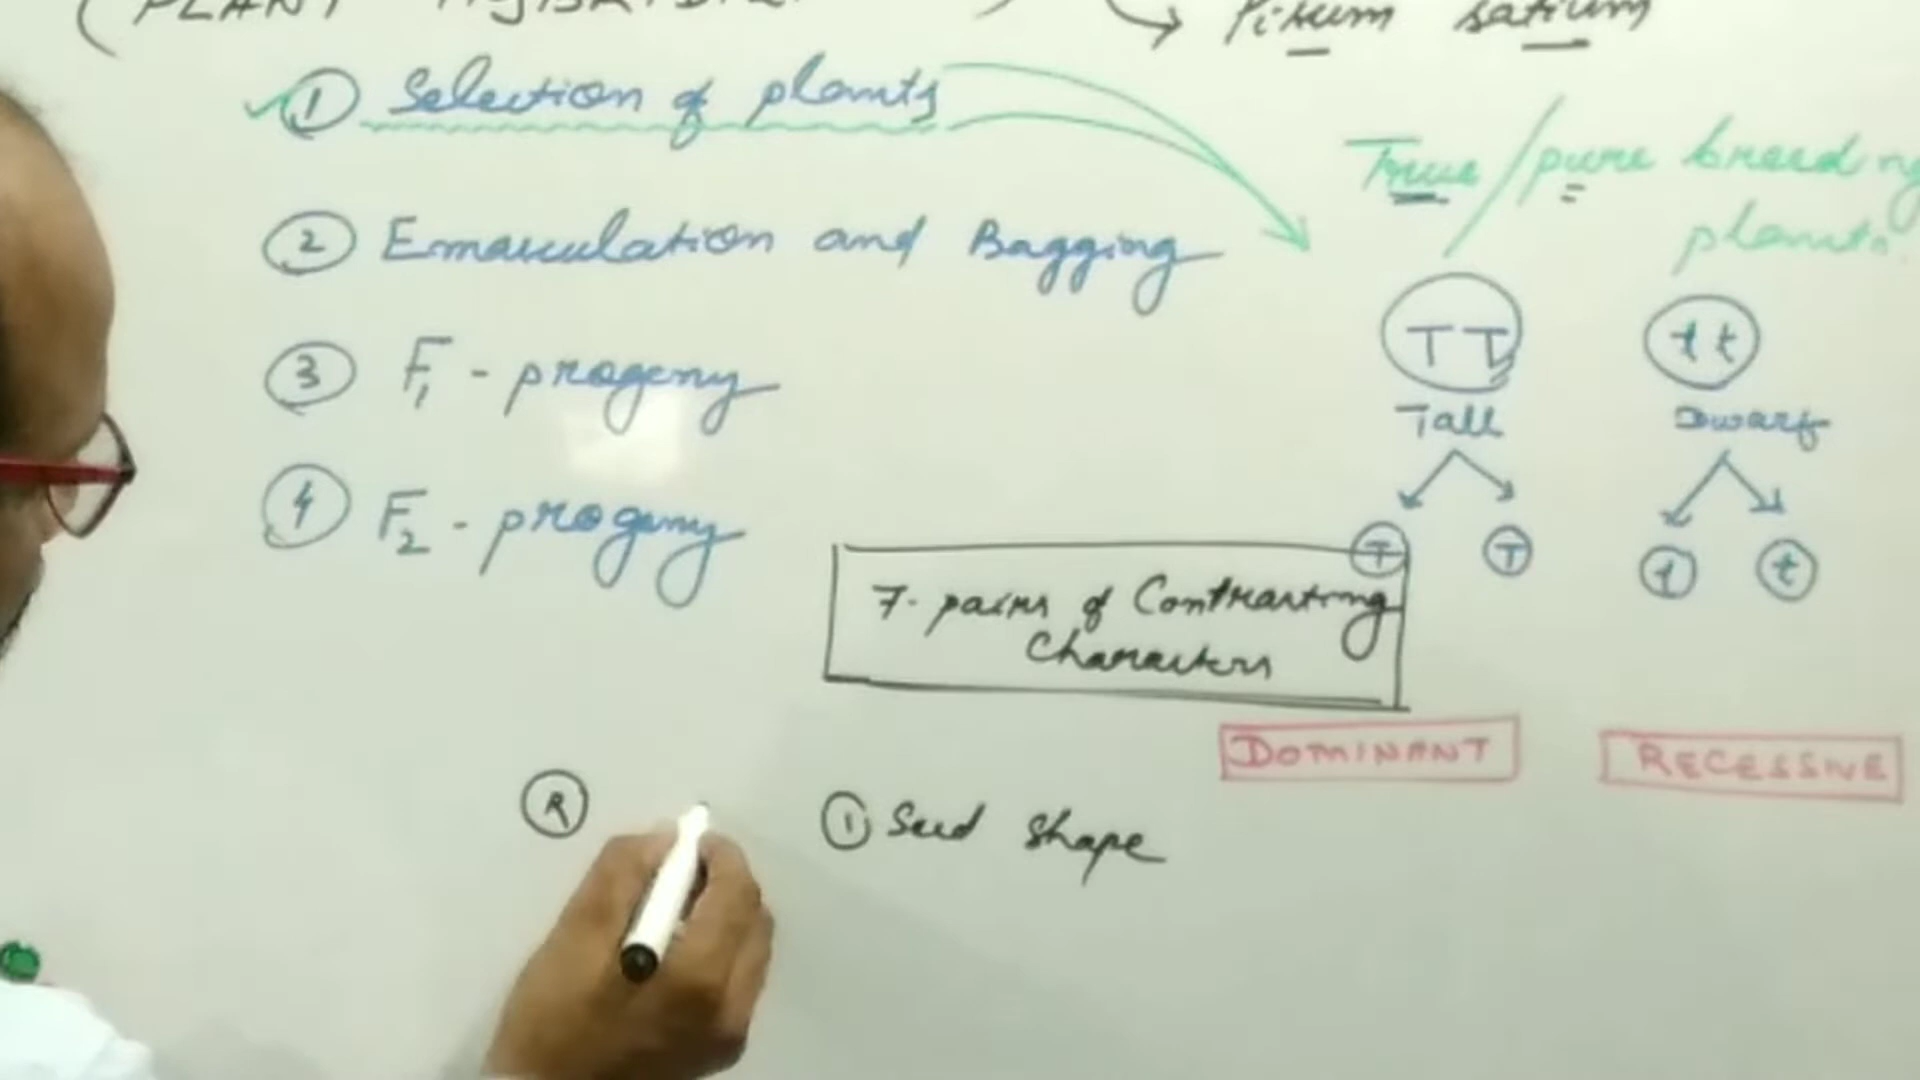 (PLANT
→ Pisum sativum
① Selection of plants
True / pure breeding
plants.
② Emasculation and Bagging
TT
tt
③ F₁ - progeny
Tall
Dwarf
④ F₂ - progeny
T
T
t
t
7- pairs of Contrasting
Characters
DOMINANT
RECESSIVE
R
① Seed shape